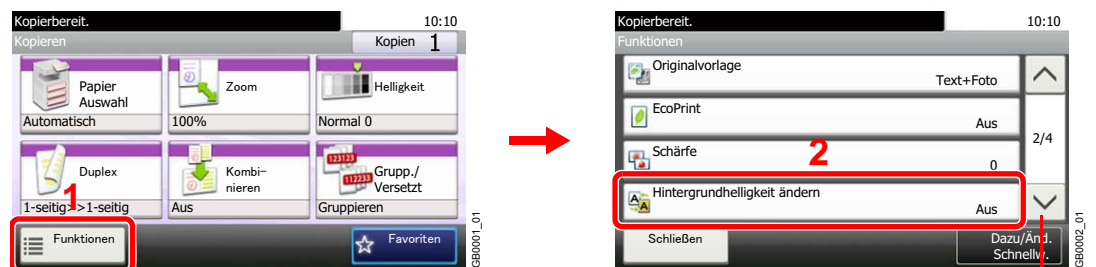 Kopierbereit.
10:10
Kopieren
Kopien 1
Papier
Auswahl
Automatisch
Zoom
100%
Helligkeit
Normal 0
123123
112233
Duplex
1-seitig>>1-seitig
Kombi-
nieren
Aus
Grupp./
Versetzt
Gruppieren
1
Funktionen
Favoriten
GB0001_01
Kopierbereit.
10:10
Funktionen
Originalvorlage
Text+Foto
EcoPrint
Aus
2/4
Schärfe
0
2
Hintergrundhelligkeit ändern
Aus
Schließen
Dazu/Änd.
Schnellw.
GB0002_01